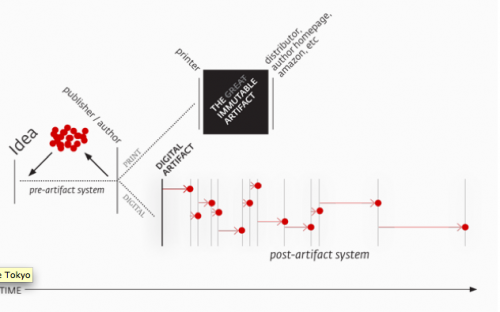 printer
distributor,
author homepage,
amazon, etc
THE GREAT
IMMUTABLE
ARTIFACT
publisher / author
Idea
PRINT
DIGITAL
ARTIFACT
pre-artifact system
DIGITAL
post-artifact system
e Tokyo
TIME